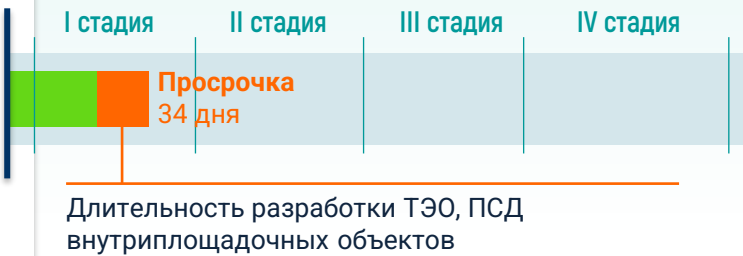 I стадия II стадия III стадия IV стадия
Просрочка
34 дня
Длительность разработки ТЭО, ПСД
внутриплощадочных объектов